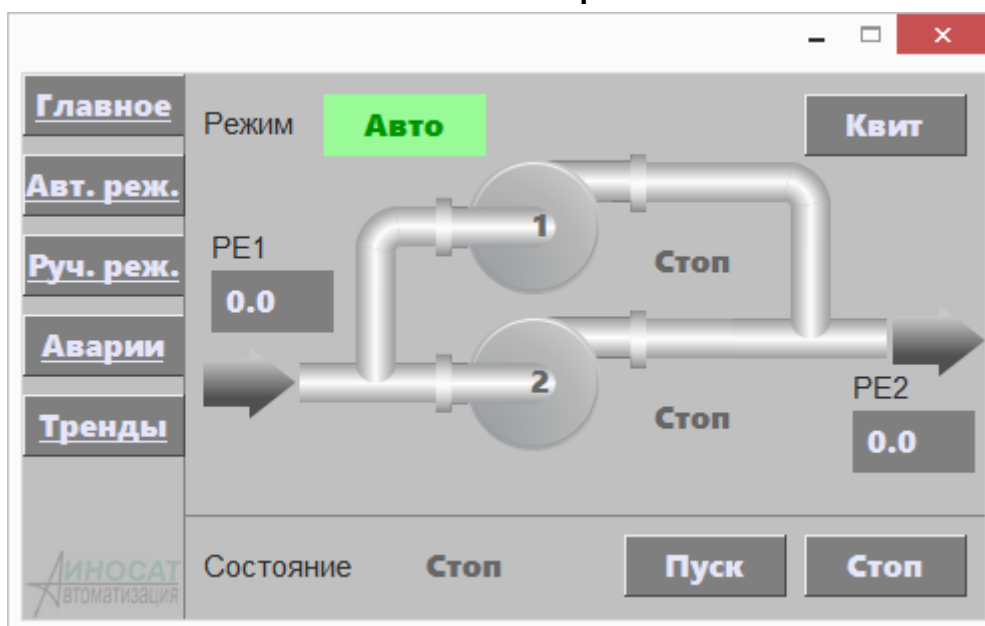 Главное
Авт. реж.
Руч. реж.
Аварии
Тренды
Режим
Авто
Квит
PE1
0.0
1
Стоп
2
Стоп
PE2
0.0
Состояние
Стоп
Пуск
Стоп
ИНОСАТ
Автоматизация